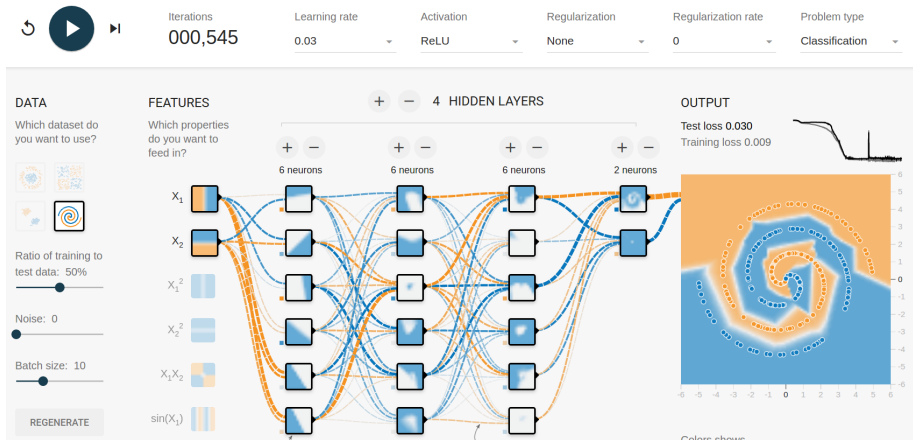 Iterations
000,545
Learning rate
0.03
Activation
ReLU
Regularization
None
Regularization rate
0
Problem type
Classification
DATA
Which dataset do
you want to use?
Ratio of training to
test data: 50%
Noise: 0
Batch size: 10
REGENERATE
FEATURES
Which properties
do you want to
feed in?
X₁
X₂
X₁²
X₂²
X₁X₂
sin(X₁)
+ − 4 HIDDEN LAYERS
+ −
6 neurons
+ −
6 neurons
+ −
6 neurons
+ −
2 neurons
OUTPUT
Test loss 0.030
Training loss 0.009
6
5
4
3
2
1
0
-1
-2
-3
-4
-5
-6
-6 -5 -4 -3 -2 -1 0 1 2 3 4 5 6
Colors shows